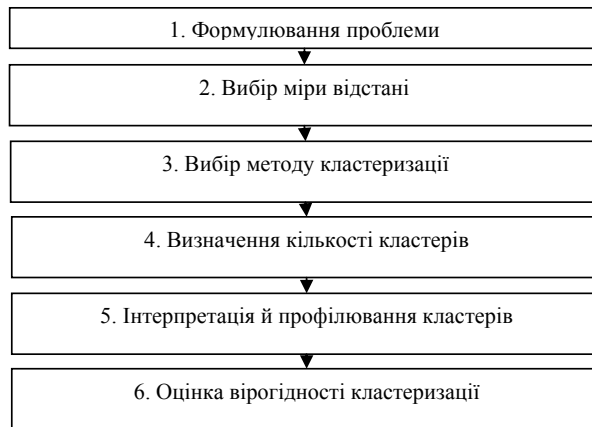 1. Формулювання проблеми
2. Вибір міри відстані
3. Вибір методу кластеризації
4. Визначення кількості кластерів
5. Інтерпретація й профілювання кластерів
6. Оцінка вірогідності кластеризації